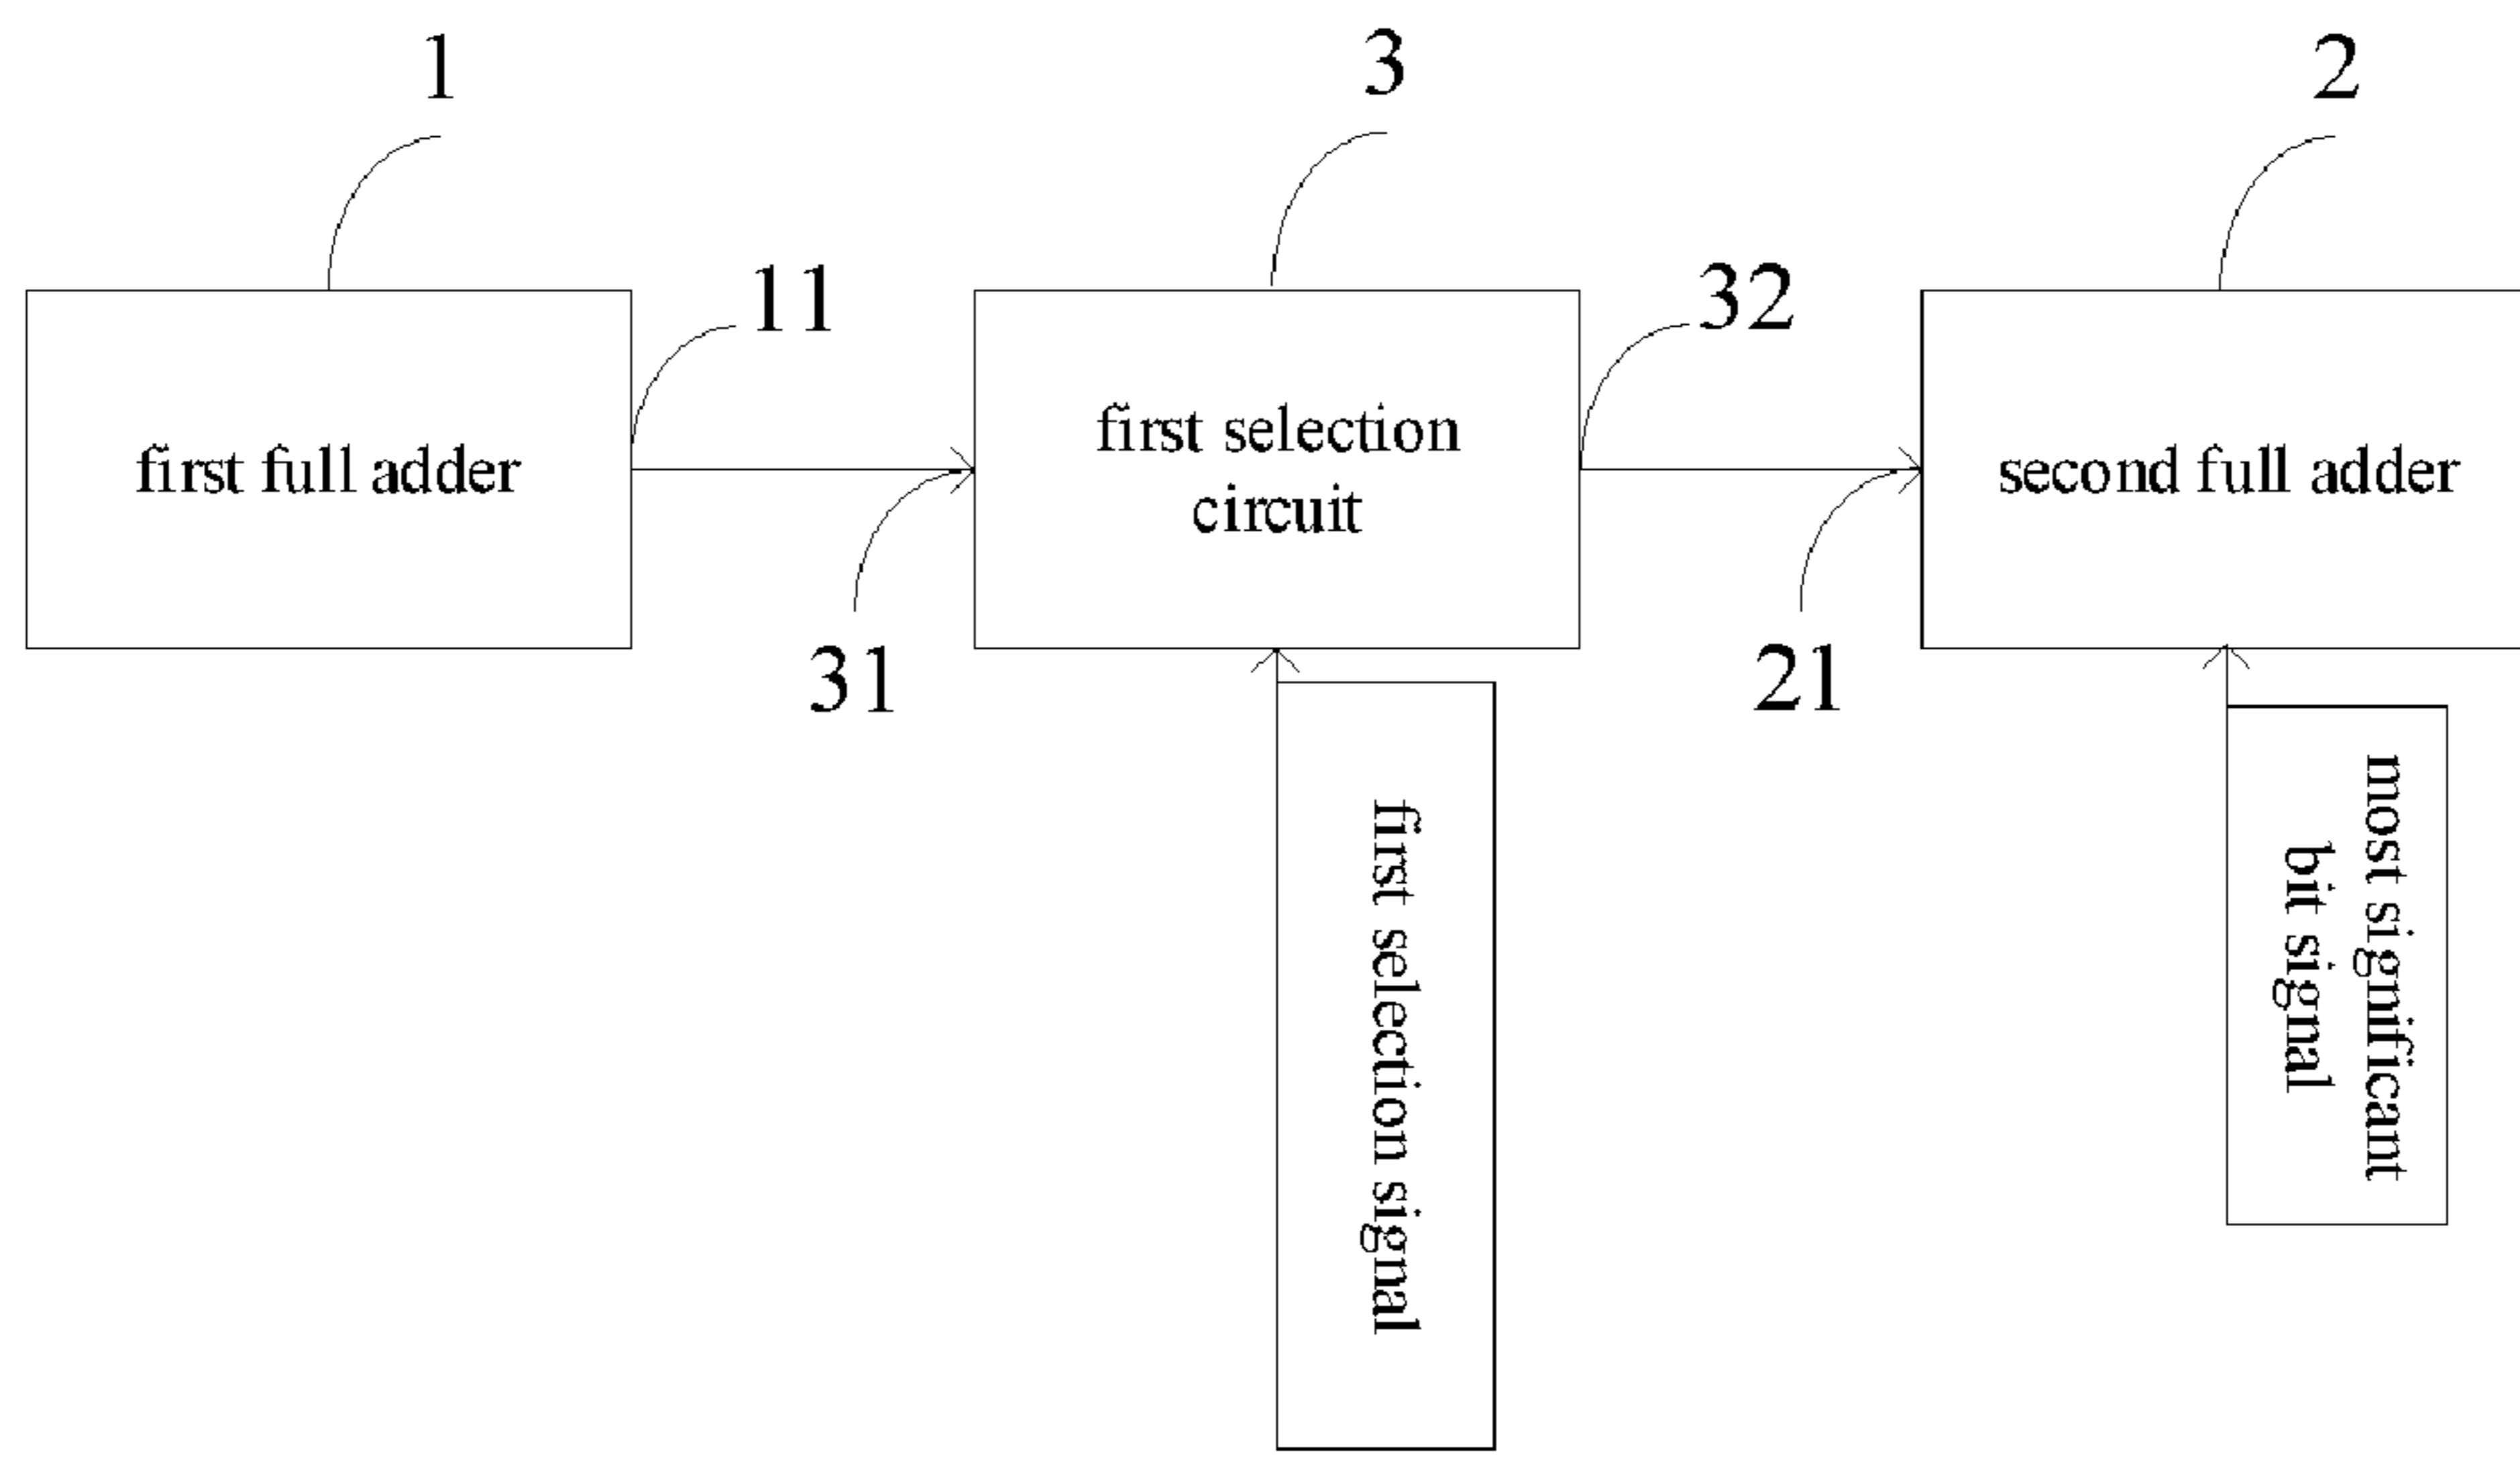 1
3
2
11
32
first full adder
first selection
circuit
second full adder
31
21
first selection signal
most significant
bit signal